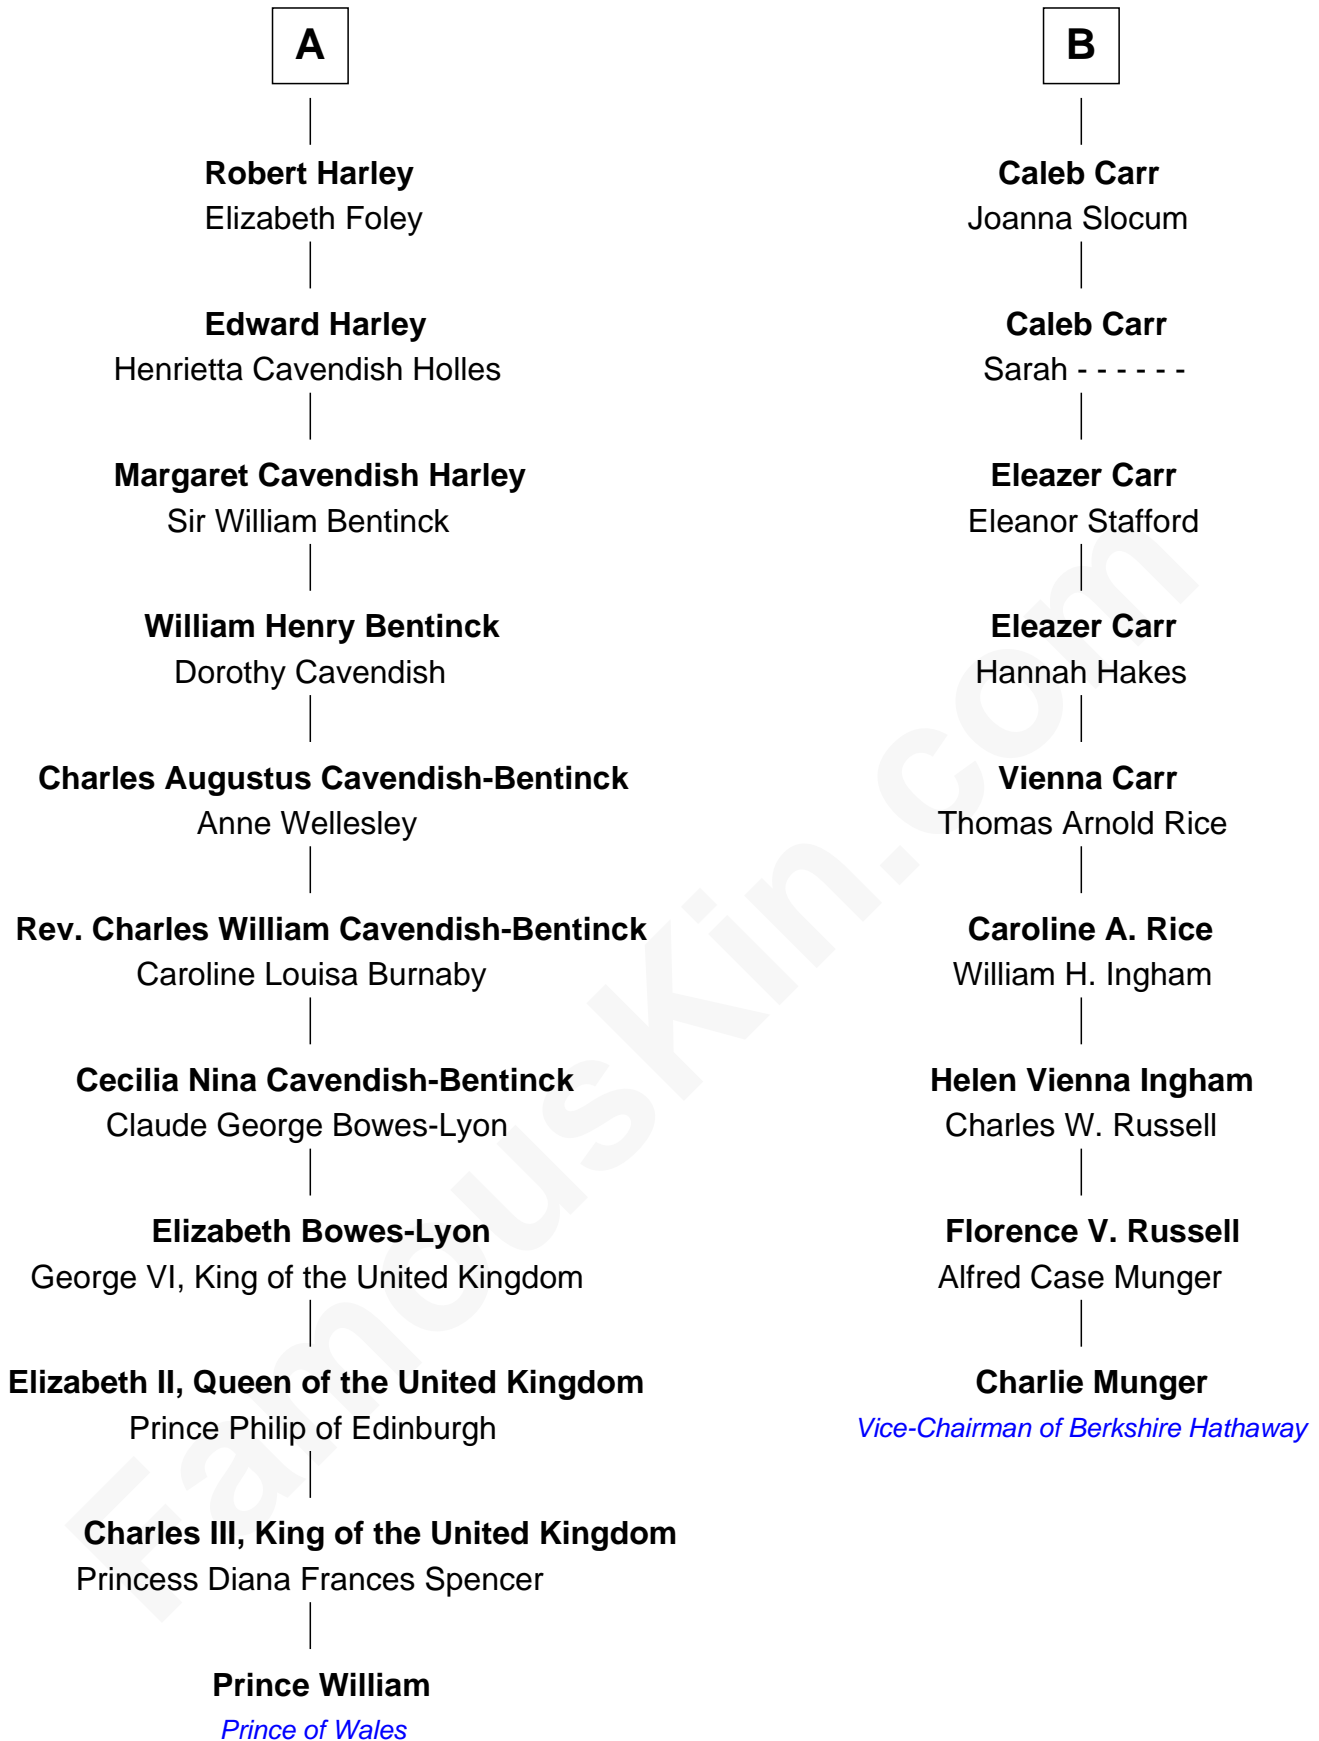 A
Robert Harley
Elizabeth Foley
Edward Harley
Henrietta Cavendish Holles
Margaret Cavendish Harley
Sir William Bentinck
William Henry Bentinck
Dorothy Cavendish
Charles Augustus Cavendish-Bentinck
Anne Wellesley
Rev. Charles William Cavendish-Bentinck
Caroline Louisa Burnaby
Cecilia Nina Cavendish-Bentinck
Claude George Bowes-Lyon
Elizabeth Bowes-Lyon
George VI, King of the United Kingdom
Elizabeth II, Queen of the United Kingdom
Prince Philip of Edinburgh
Charles III, King of the United Kingdom
Princess Diana Frances Spencer
Prince William
Prince of Wales
B
Caleb Carr
Joanna Slocum
Caleb Carr
Sarah - - - - - -
Eleazer Carr
Eleanor Stafford
Eleazer Carr
Hannah Hakes
Vienna Carr
Thomas Arnold Rice
Caroline A. Rice
William H. Ingham
Helen Vienna Ingham
Charles W. Russell
Florence V. Russell
Alfred Case Munger
Charlie Munger
Vice-Chairman of Berkshire Hathaway
FamousKin.com